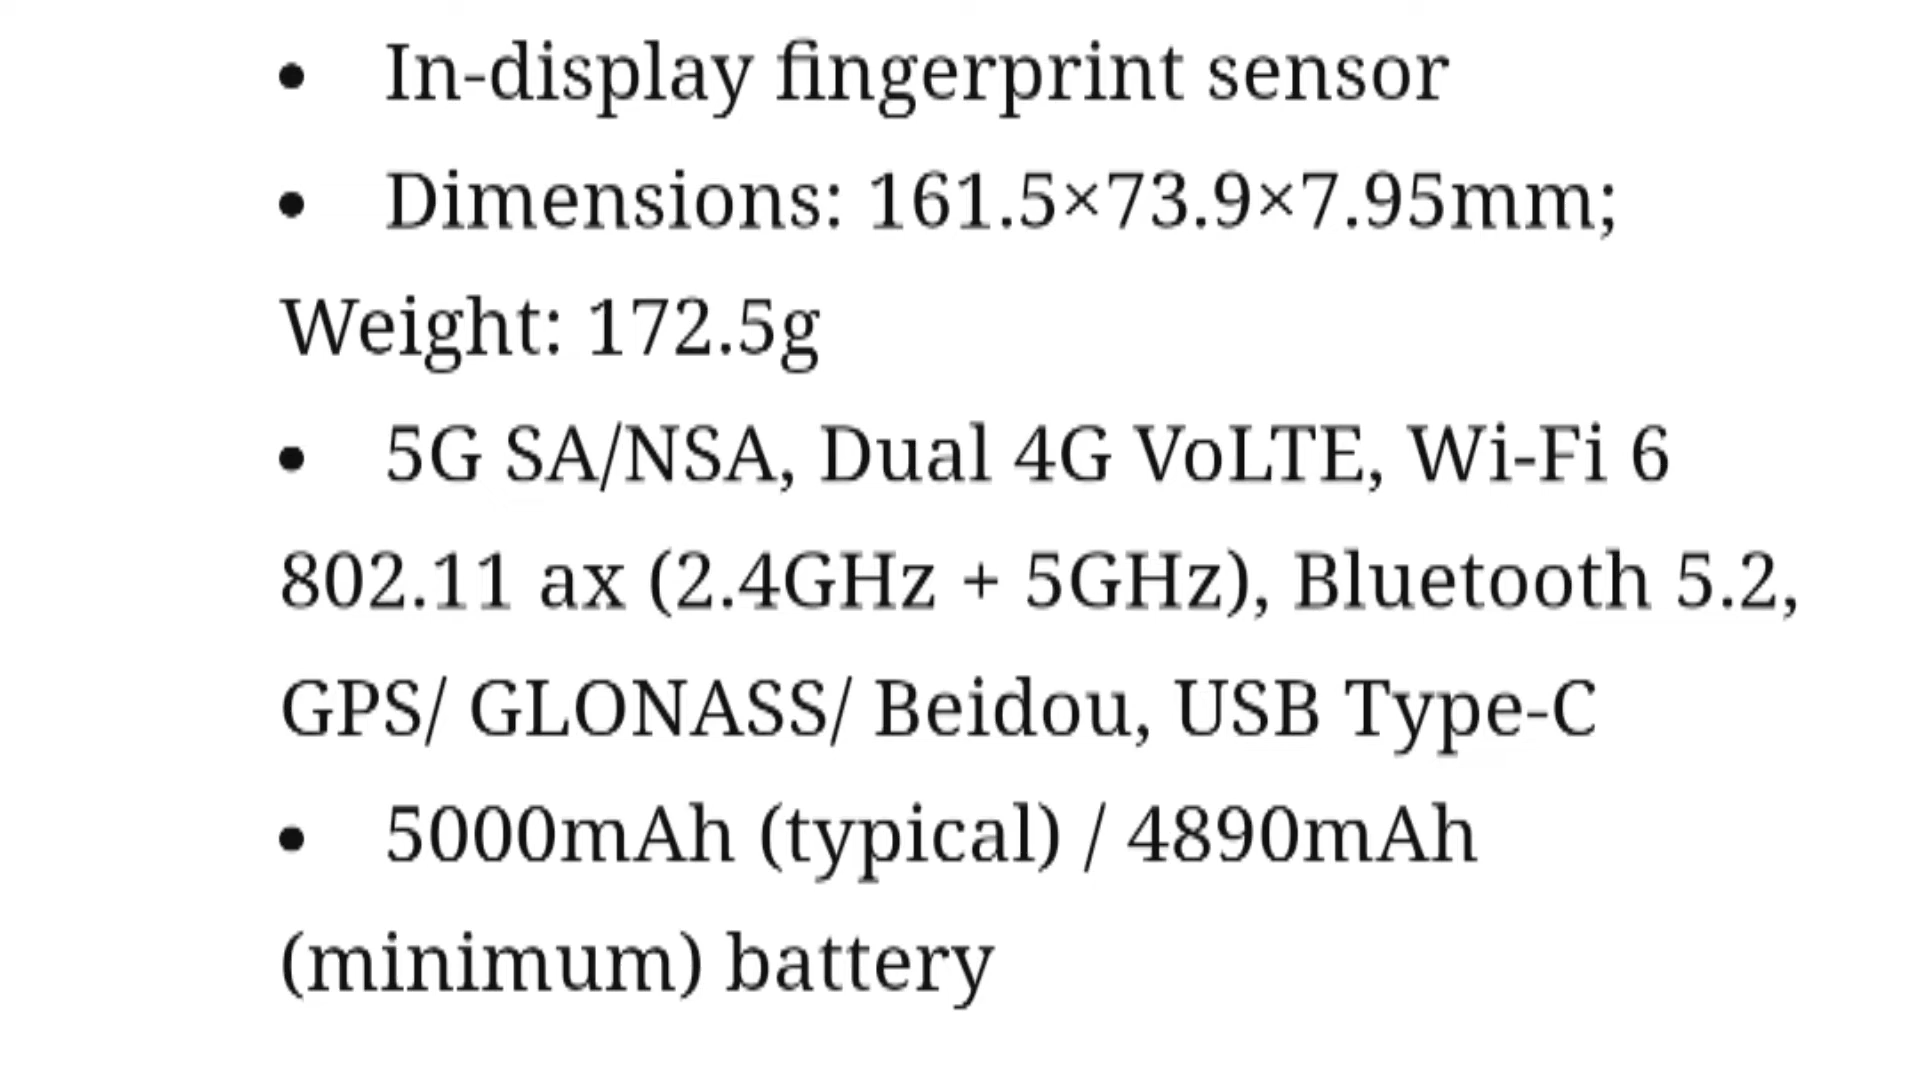 • In-display fingerprint sensor
• Dimensions: 161.5×73.9×7.95mm;
Weight: 172.5g
• 5G SA/NSA, Dual 4G VoLTE, Wi-Fi 6
802.11 ax (2.4GHz + 5GHz), Bluetooth 5.2,
GPS/ GLONASS/ Beidou, USB Type-C
• 5000mAh (typical) / 4890mAh
(minimum) battery